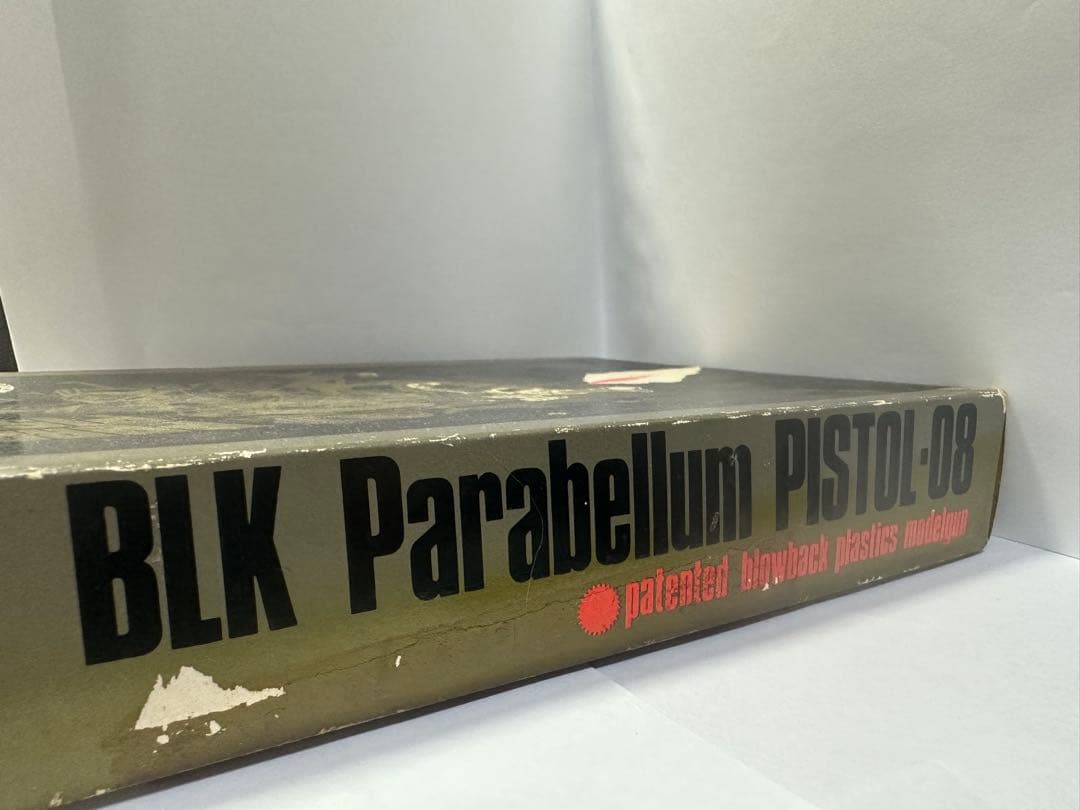 BLK Parabellum PISTOL-08
patented blowback plastics modelgun